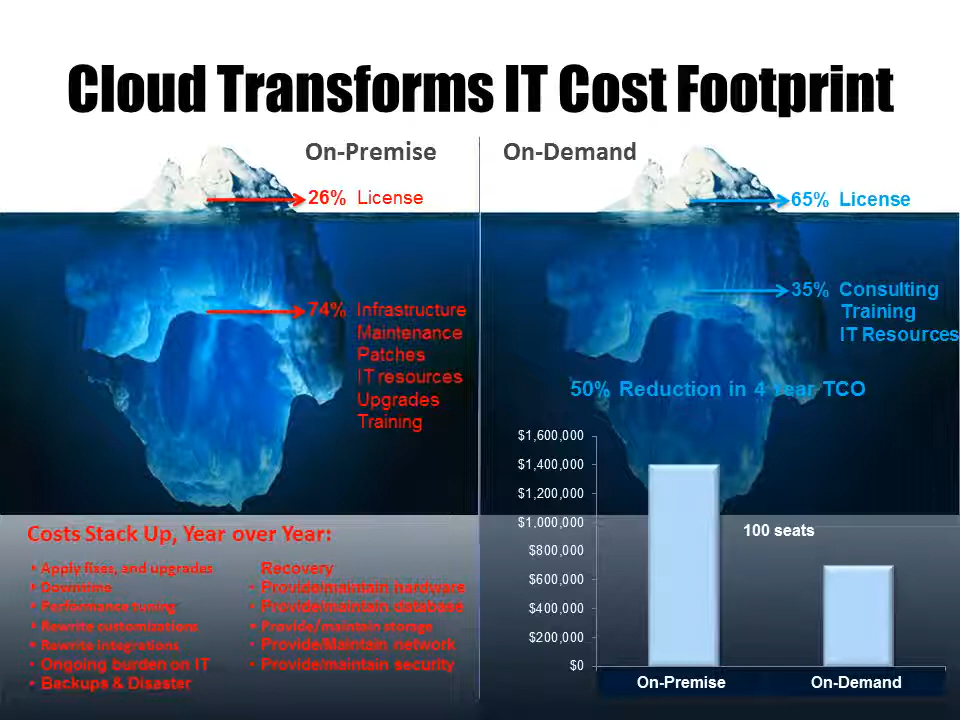 Cloud Transforms IT Cost Footprint
On-Premise
26% License
74% Infrastructure
Maintenance
Patches
IT resources
Upgrades
Training
Costs Stack Up, Year over Year:
• Apply fixes, and upgrades
• Downtime
• Performance tuning
• Rewrite customizations
• Rewrite integrations
• Ongoing burden on IT
• Backups & Disaster
Recovery
• Provide/maintain hardware
• Provide/maintain database
• Provide/maintain storage
• Provide/Maintain network
• Provide/maintain security
On-Demand
65% License
35% Consulting
Training
IT Resources
50% Reduction in 4 Year TCO
$1,600,000
$1,400,000
$1,200,000
$1,000,000
$800,000
$600,000
$400,000
$200,000
$0
100 seats
On-Premise
On-Demand